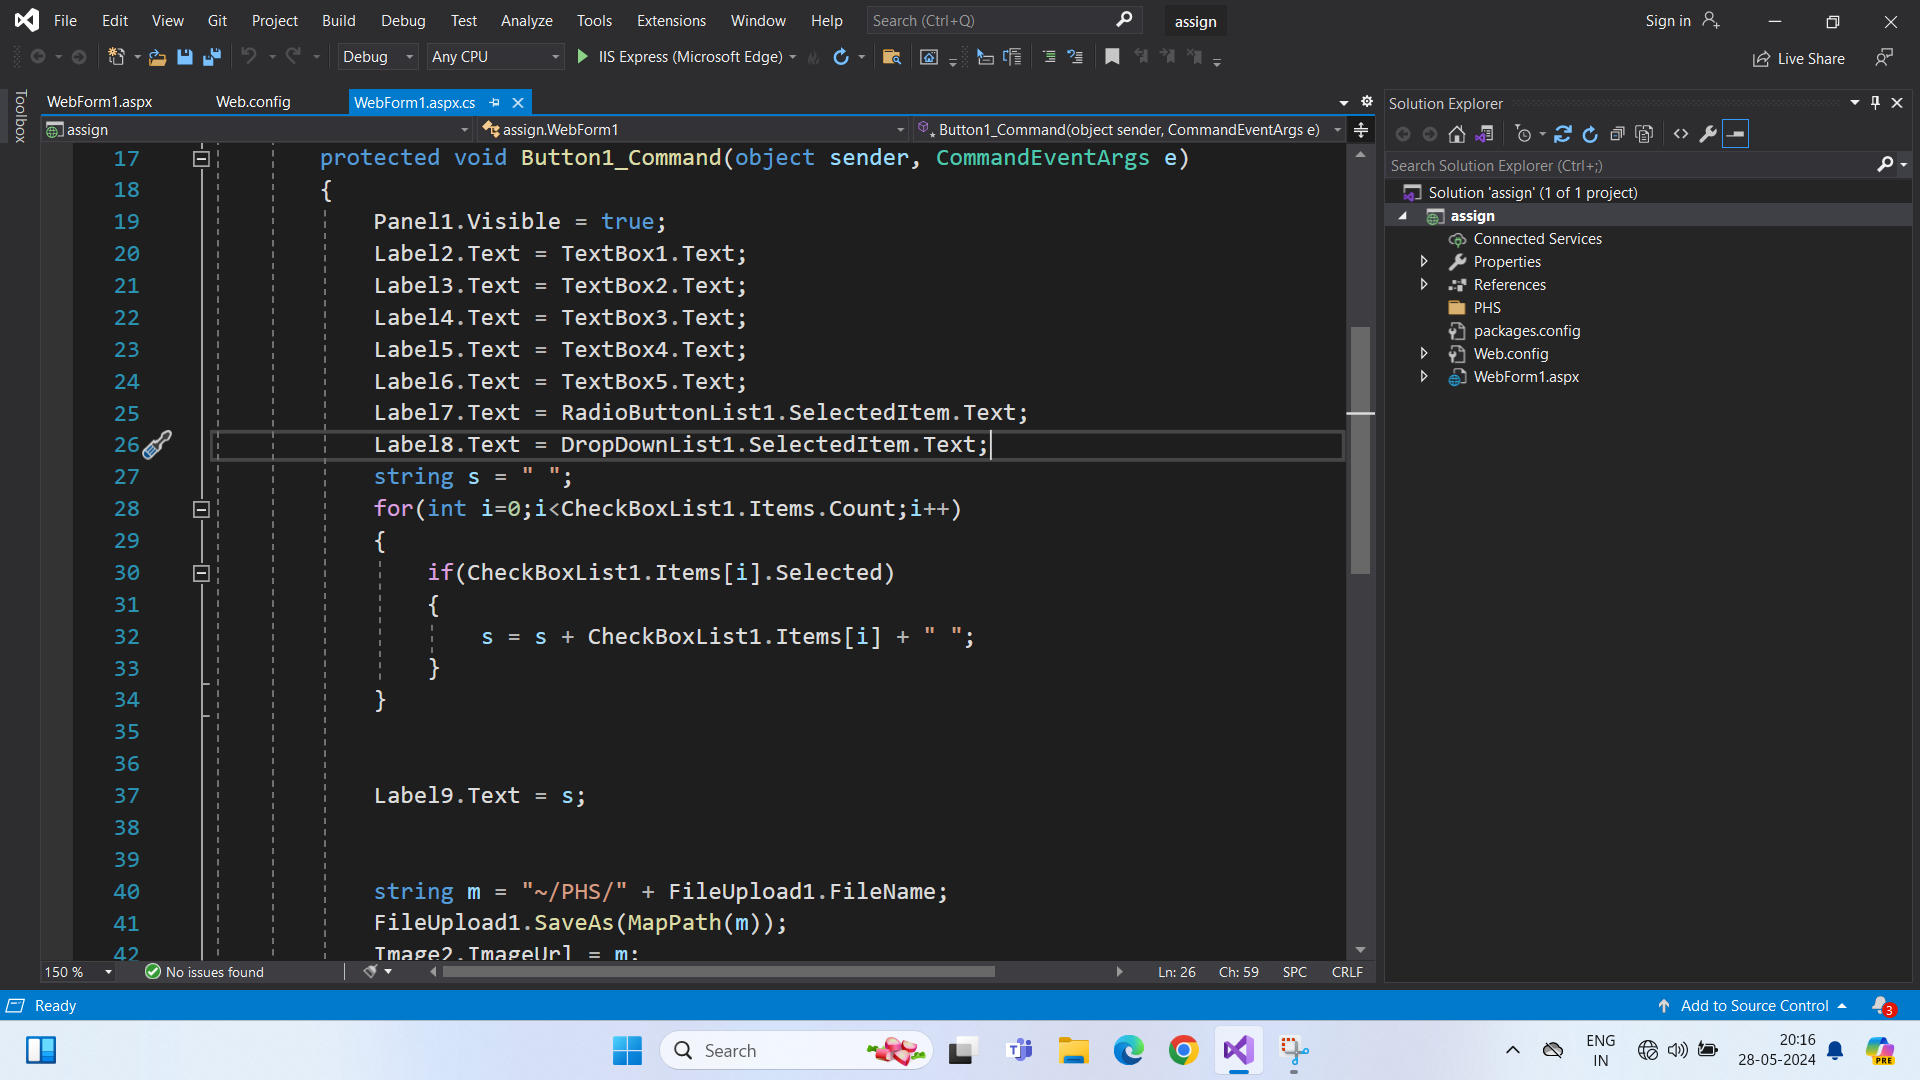 File Edit View Git Project Build Debug Test Analyze Tools Extensions Window Help Search (Ctrl+Q) assign Sign in
Debug Any CPU IIS Express (Microsoft Edge) Live Share
Toolbox
WebForm1.aspx Web.config WebForm1.aspx.cs
assign assign.WebForm1 Button1_Command(object sender, CommandEventArgs e)
17 protected void Button1_Command(object sender, CommandEventArgs e)
18 {
19 Panel1.Visible = true;
20 Label2.Text = TextBox1.Text;
21 Label3.Text = TextBox2.Text;
22 Label4.Text = TextBox3.Text;
23 Label5.Text = TextBox4.Text;
24 Label6.Text = TextBox5.Text;
25 Label7.Text = RadioButtonList1.SelectedItem.Text;
26 Label8.Text = DropDownList1.SelectedItem.Text;
27 string s = " ";
28 for(int i=0;i<CheckBoxList1.Items.Count;i++)
29 {
30 if(CheckBoxList1.Items[i].Selected)
31 {
32 s = s + CheckBoxList1.Items[i] + " ";
33 }
34 }
35
36
37 Label9.Text = s;
38
39
40 string m = "~/PHS/" + FileUpload1.FileName;
41 FileUpload1.SaveAs(MapPath(m));
42 Image2.ImageUrl = m;
150 % No issues found Ln: 26 Ch: 59 SPC CRLF
Solution Explorer
Search Solution Explorer (Ctrl+;)
Solution 'assign' (1 of 1 project)
assign
Connected Services
Properties
References
PHS
packages.config
Web.config
WebForm1.aspx
Ready Add to Source Control 3
Search ENG 20:16
IN 28-05-2024 PRE